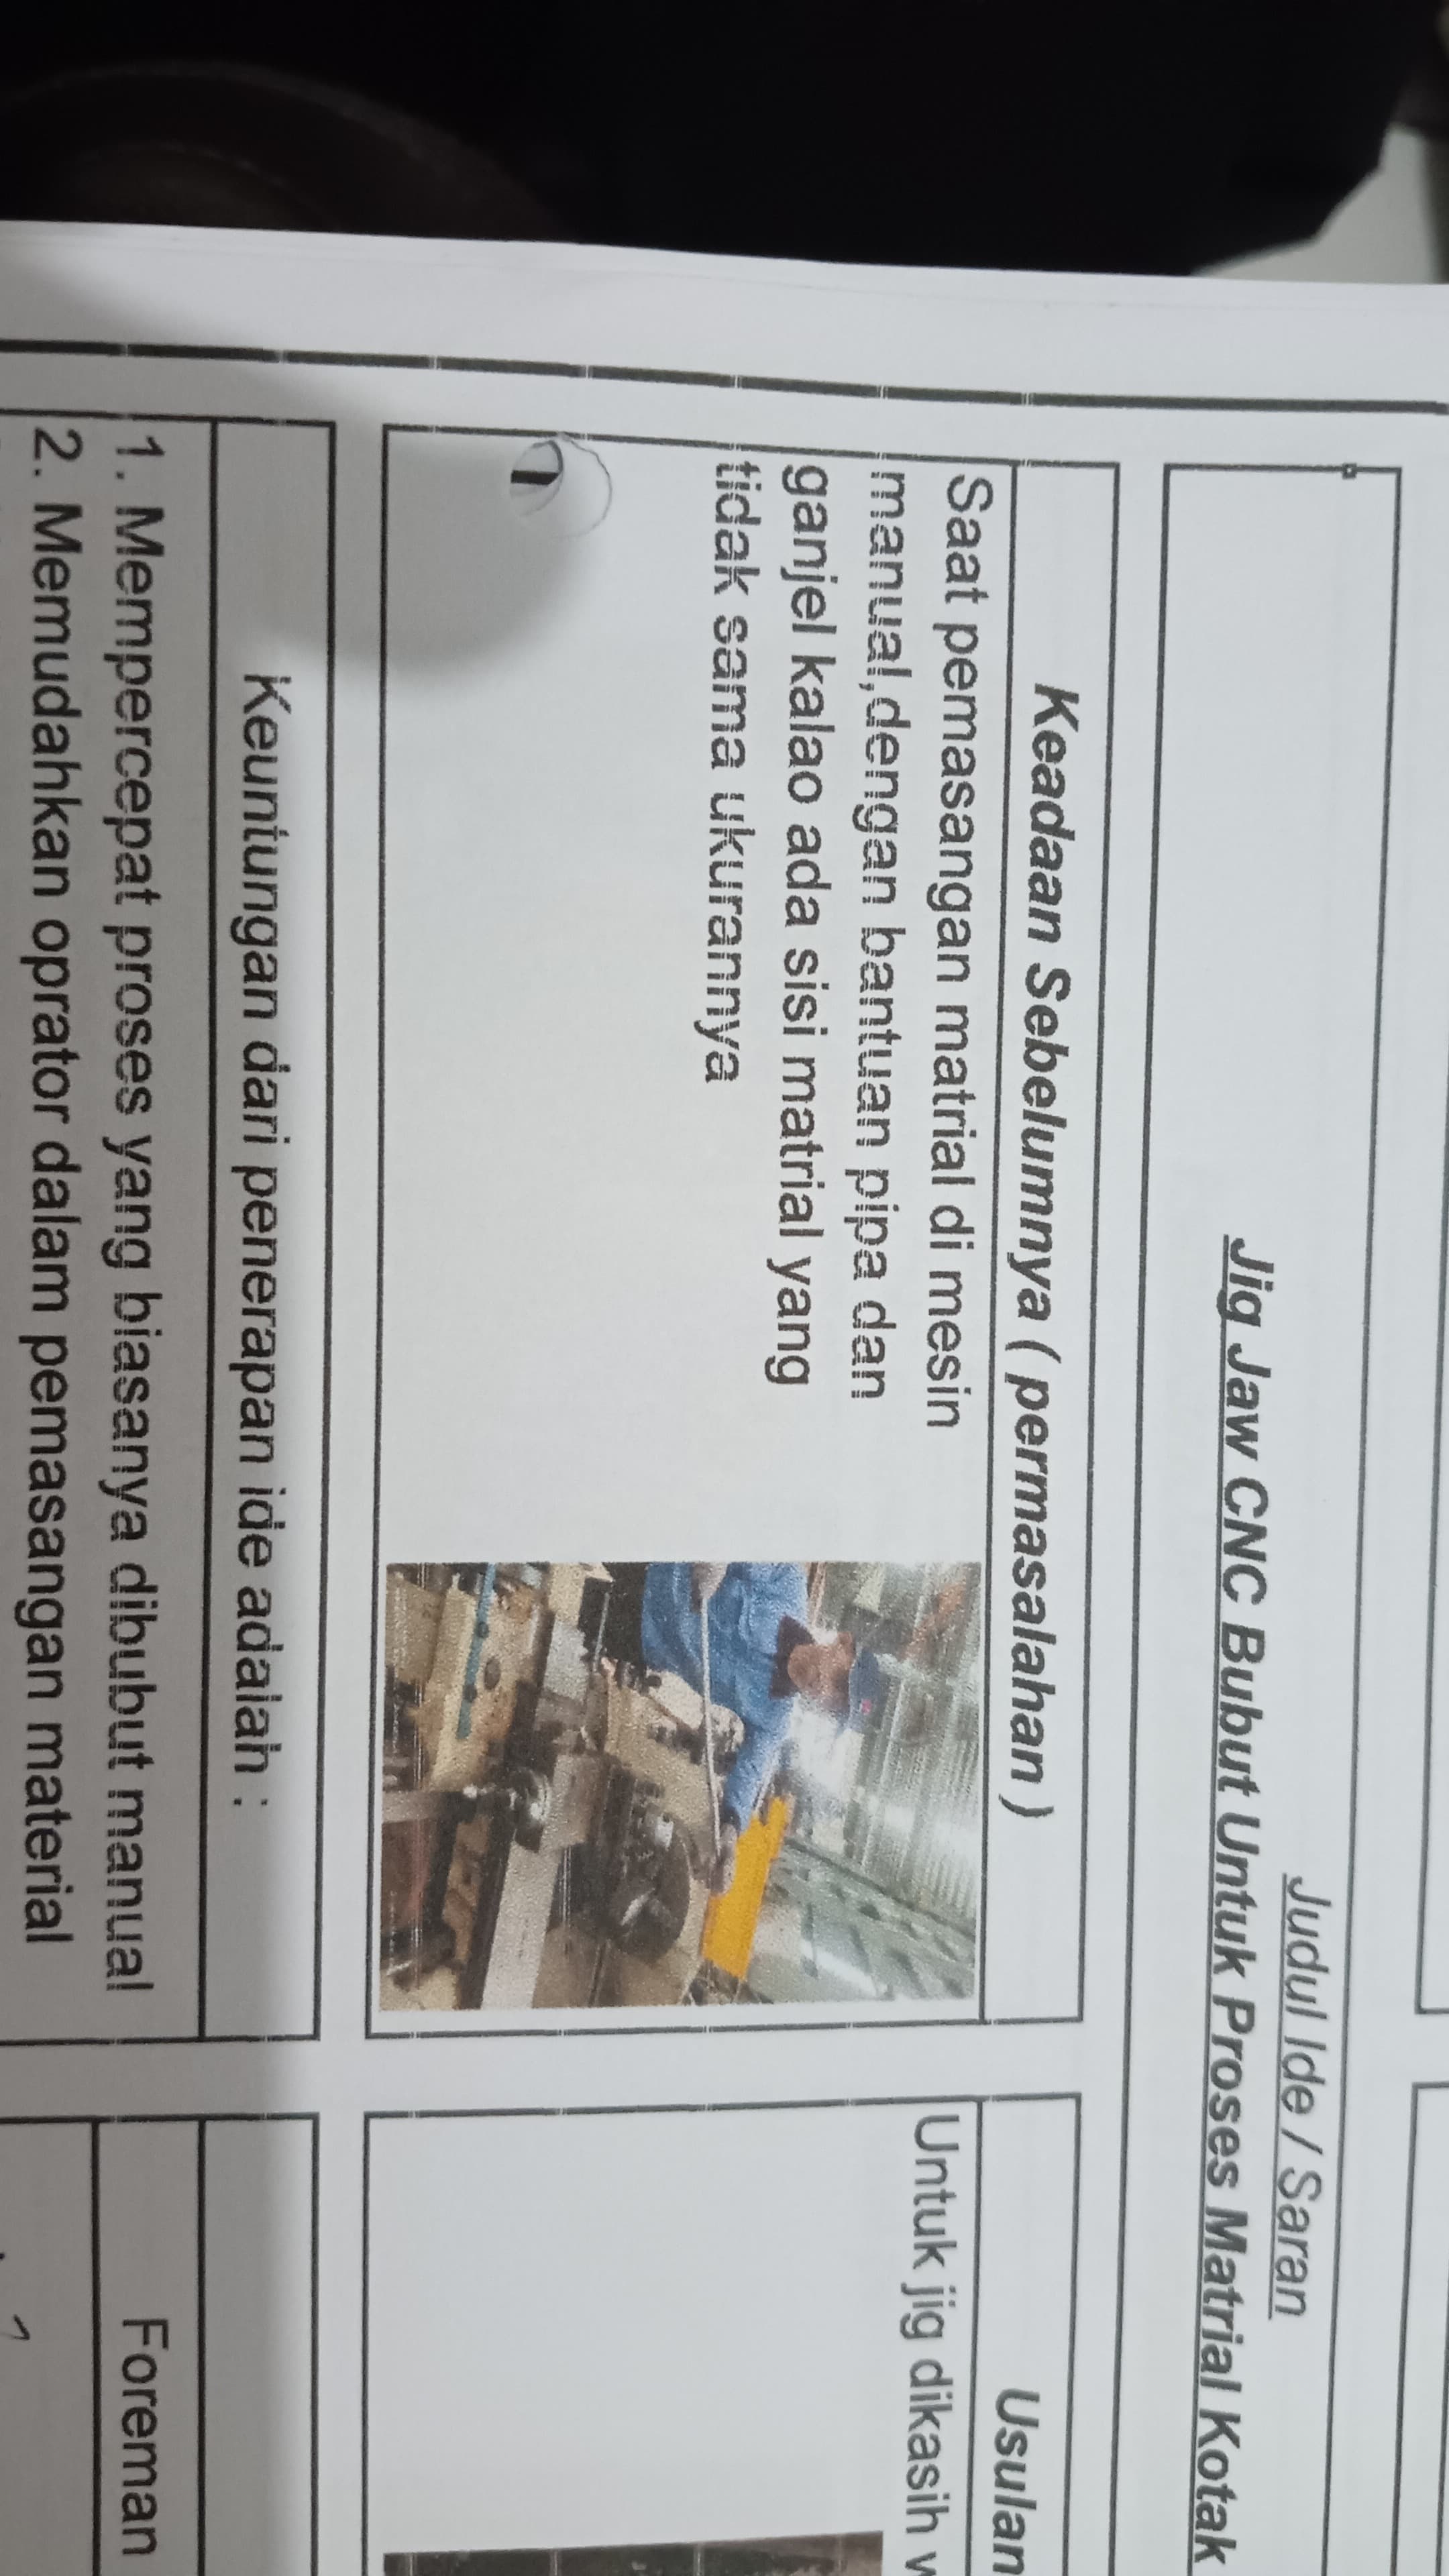 Judul Ide / Saran
Jig Jaw CNC Bubut Untuk Proses Matrial Kotak
Keadaan Sebelumnya ( permasalahan )
Saat pemasangan matrial di mesin
manual,dengan bantuan pipa dan
ganjel kalao ada sisi matrial yang
tidak sama ukurannya
Usulan
Untuk jig dikasih
Keuntungan dari penerapan ide adalah :
1. Mempercepat proses yang biasanya dibubut manual
2. Memudahkan oprator dalam pemasangan material
Foreman